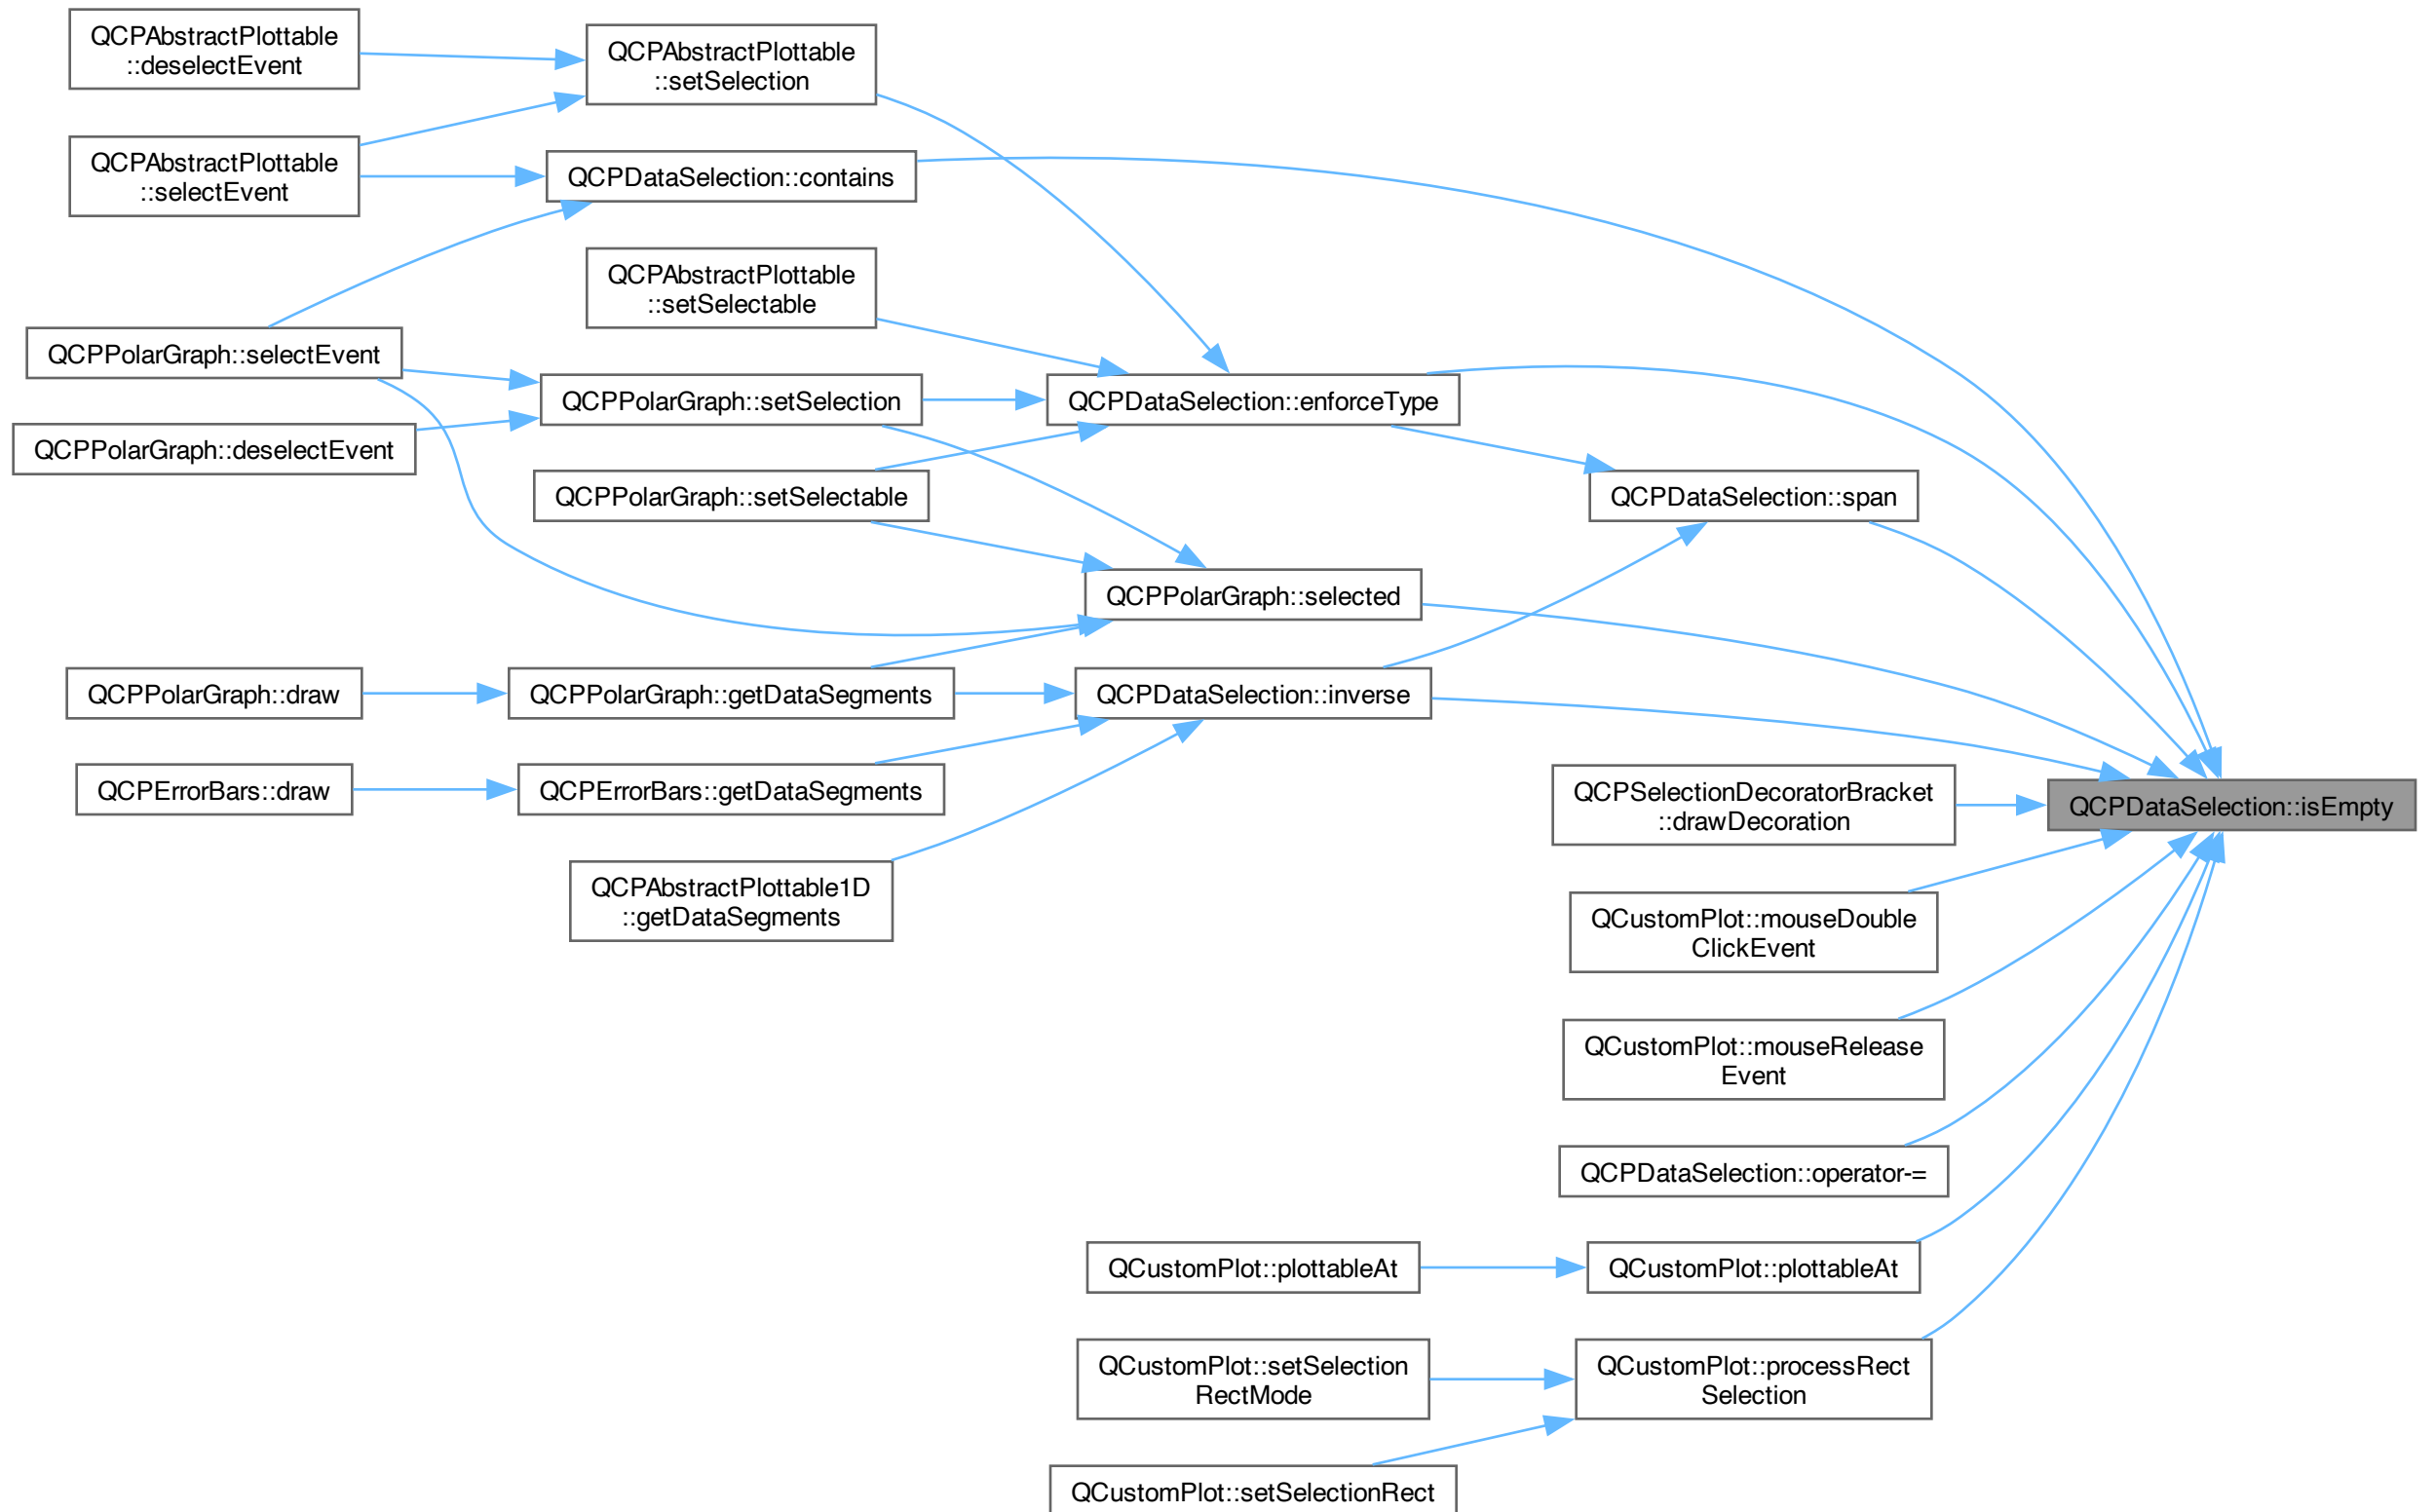 QCPAbstractPlottable
::deselectEvent
QCPAbstractPlottable
::setSelection
QCPAbstractPlottable
::selectEvent
QCPDataSelection::contains
QCPAbstractPlottable
::setSelectable
QCPPolarGraph::selectEvent
QCPPolarGraph::setSelection
QCPDataSelection::enforceType
QCPPolarGraph::deselectEvent
QCPPolarGraph::setSelectable
QCPDataSelection::span
QCPPolarGraph::selected
QCPPolarGraph::draw
QCPPolarGraph::getDataSegments
QCPDataSelection::inverse
QCPErrorBars::draw
QCPErrorBars::getDataSegments
QCPSelectionDecoratorBracket
::drawDecoration
QCPDataSelection::isEmpty
QCPAbstractPlottable1D
::getDataSegments
QCustomPlot::mouseDouble
ClickEvent
QCustomPlot::mouseRelease
Event
QCPDataSelection::operator-=
QCustomPlot::plottableAt
QCustomPlot::plottableAt
QCustomPlot::setSelection
RectMode
QCustomPlot::processRect
Selection
QCustomPlot::setSelectionRect